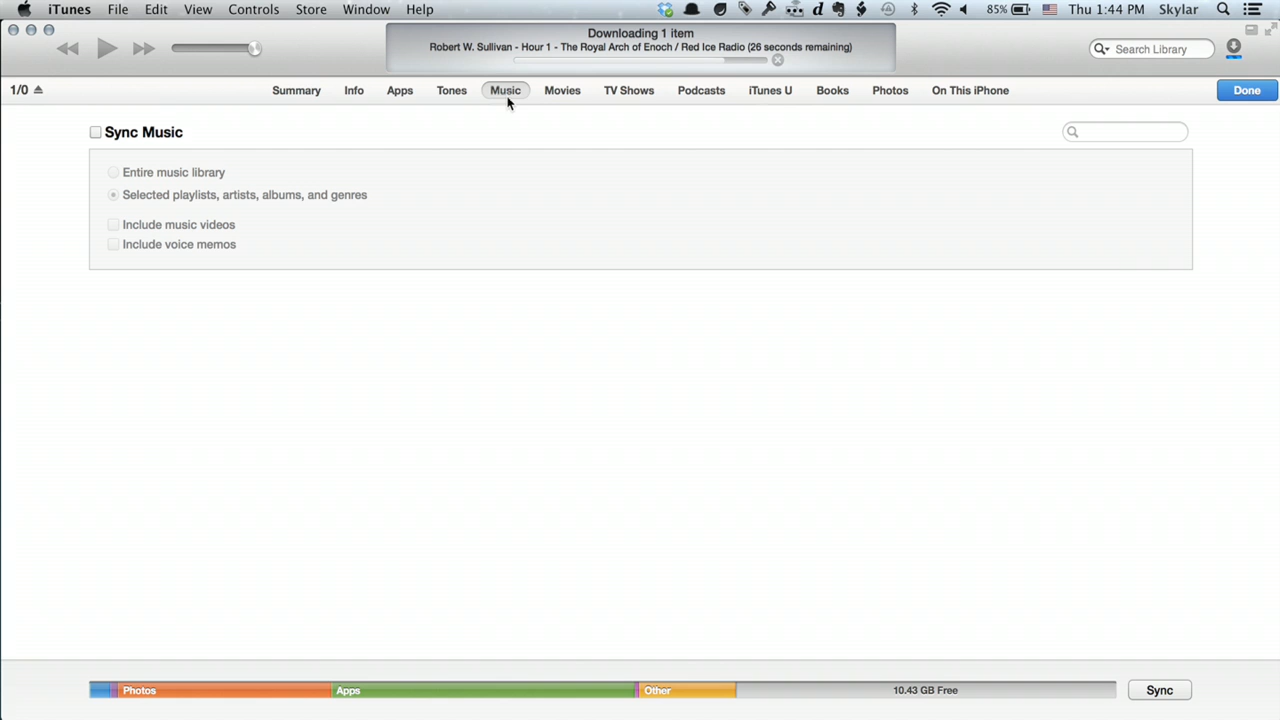 iTunes File Edit View Controls Store Window Help 85% Thu 1:44 PM Skylar
Downloading 1 item
Robert W. Sullivan - Hour 1 - The Royal Arch of Enoch / Red Ice Radio (26 seconds remaining)
Search Library
1/0 Summary Info Apps Tones Music Movies TV Shows Podcasts iTunes U Books Photos On This iPhone Done
Sync Music
Entire music library
Selected playlists, artists, albums, and genres
Include music videos
Include voice memos
Photos Apps Other 10.43 GB Free Sync